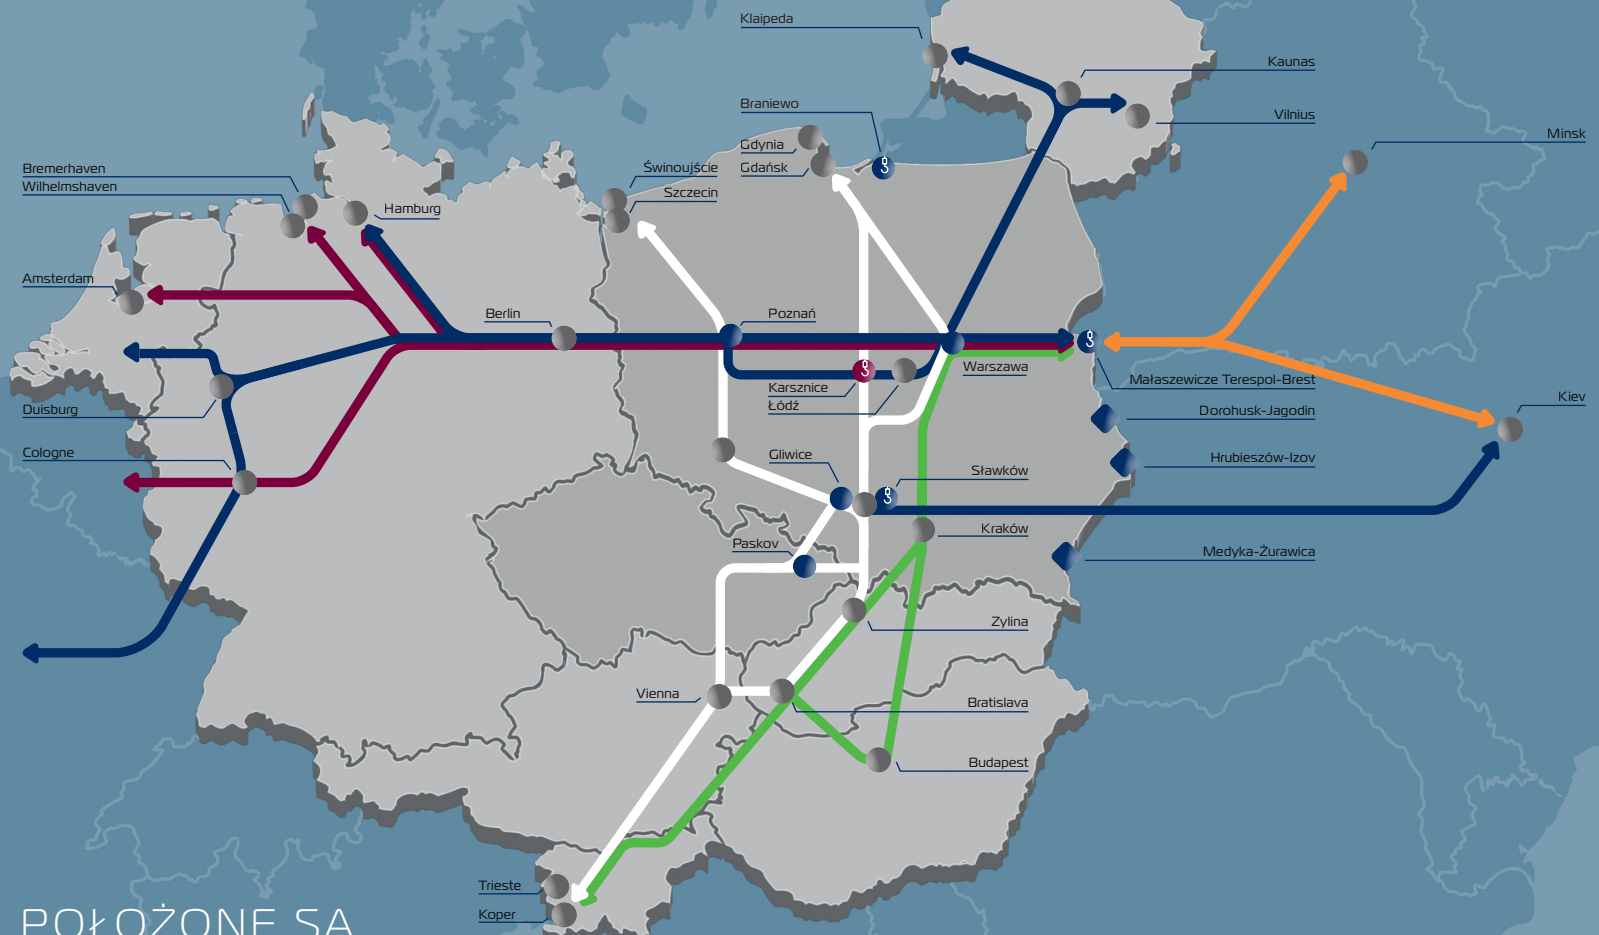 Klaipeda
Kaunas
Braniewo
Vilnius
Minsk
Gdynia
Gdańsk
Świnoujście
Szczecin
Bremerhaven
Wilhelmshaven
Hamburg
Amsterdam
Berlin
Poznań
Warszawa
Małaszewicze Terespol-Brest
Karsznice
Łódź
Duisburg
Dorohusk-Jagodin
Kiev
Cologne
Gliwice
Hrubieszów-Izov
Sławków
Kraków
Paskov
Medyka-Żurawica
Zylina
Vienna
Bratislava
Budapest
Trieste
Koper
POŁOŻONE SA